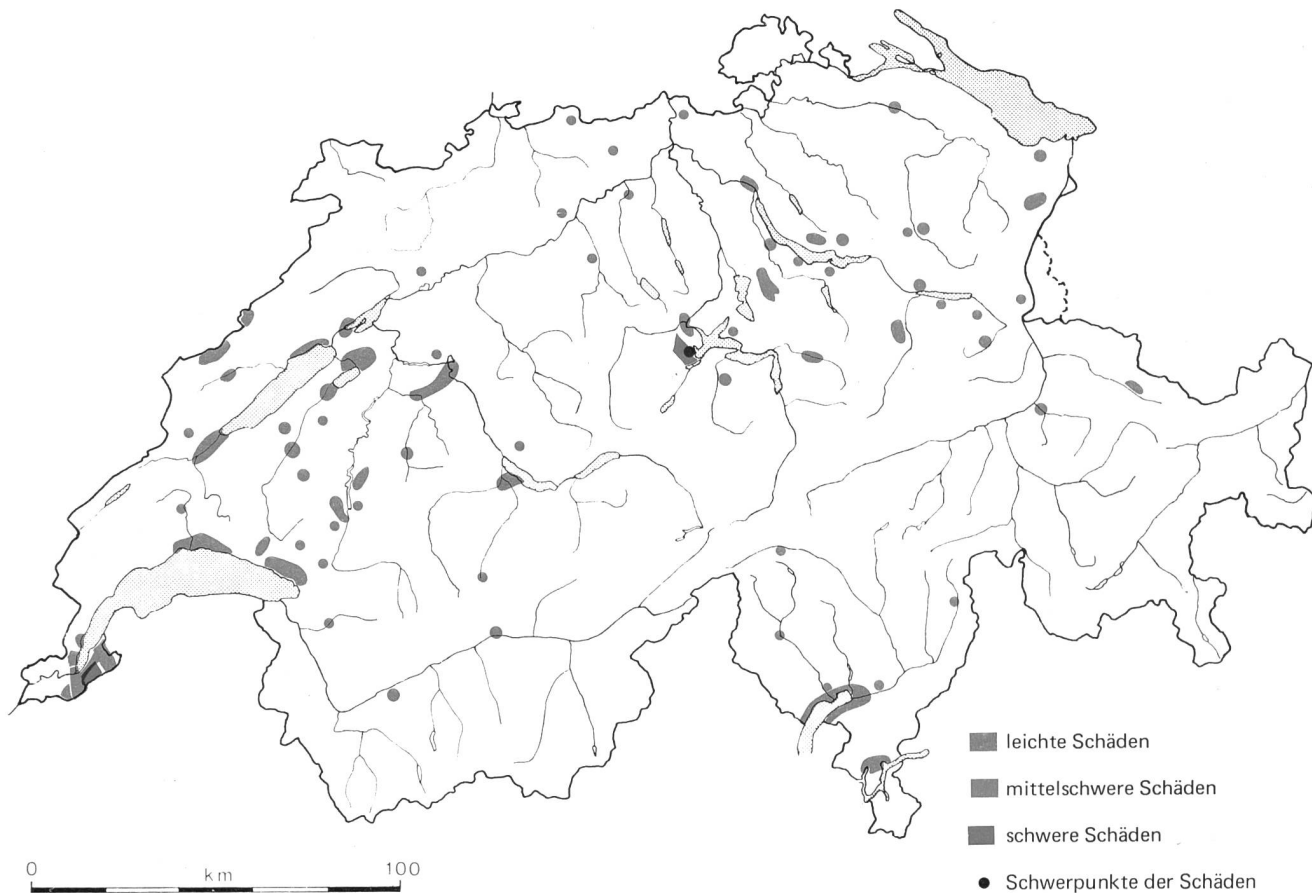 leichte Schäden
mittelschwere Schäden
schwere Schäden
Schwerpunkte der Schäden
0 km 100